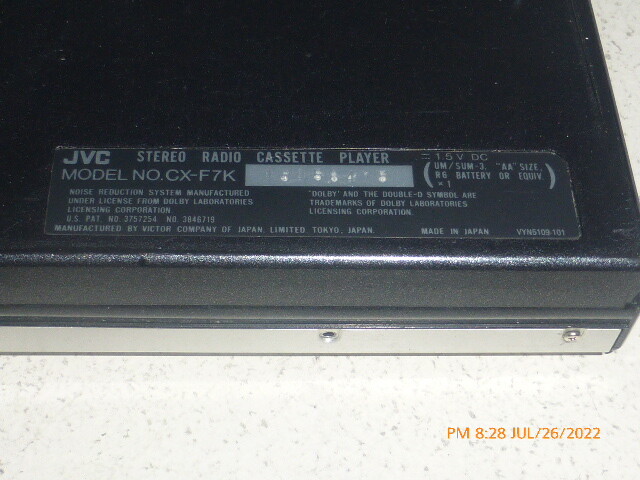 JVC STEREO RADIO CASSETTE PLAYER
MODEL NO. CX-F7K
⎓ 1.5 V DC
(UM/SUM-3, "AA" SIZE,
R6 BATTERY OR EQUIV.
×1)
NOISE REDUCTION SYSTEM MANUFACTURED
UNDER LICENSE FROM DOLBY LABORATORIES
LICENSING CORPORATION.
U.S. PAT. NO. 3757254 NO. 3846719
"DOLBY" AND THE DOUBLE-D SYMBOL ARE
TRADEMARKS OF DOLBY LABORATORIES
LICENSING CORPORATION.
MANUFACTURED BY VICTOR COMPANY OF JAPAN, LIMITED. TOKYO, JAPAN. MADE IN JAPAN VYN5109-101
PM 8:28 JUL/26/2022